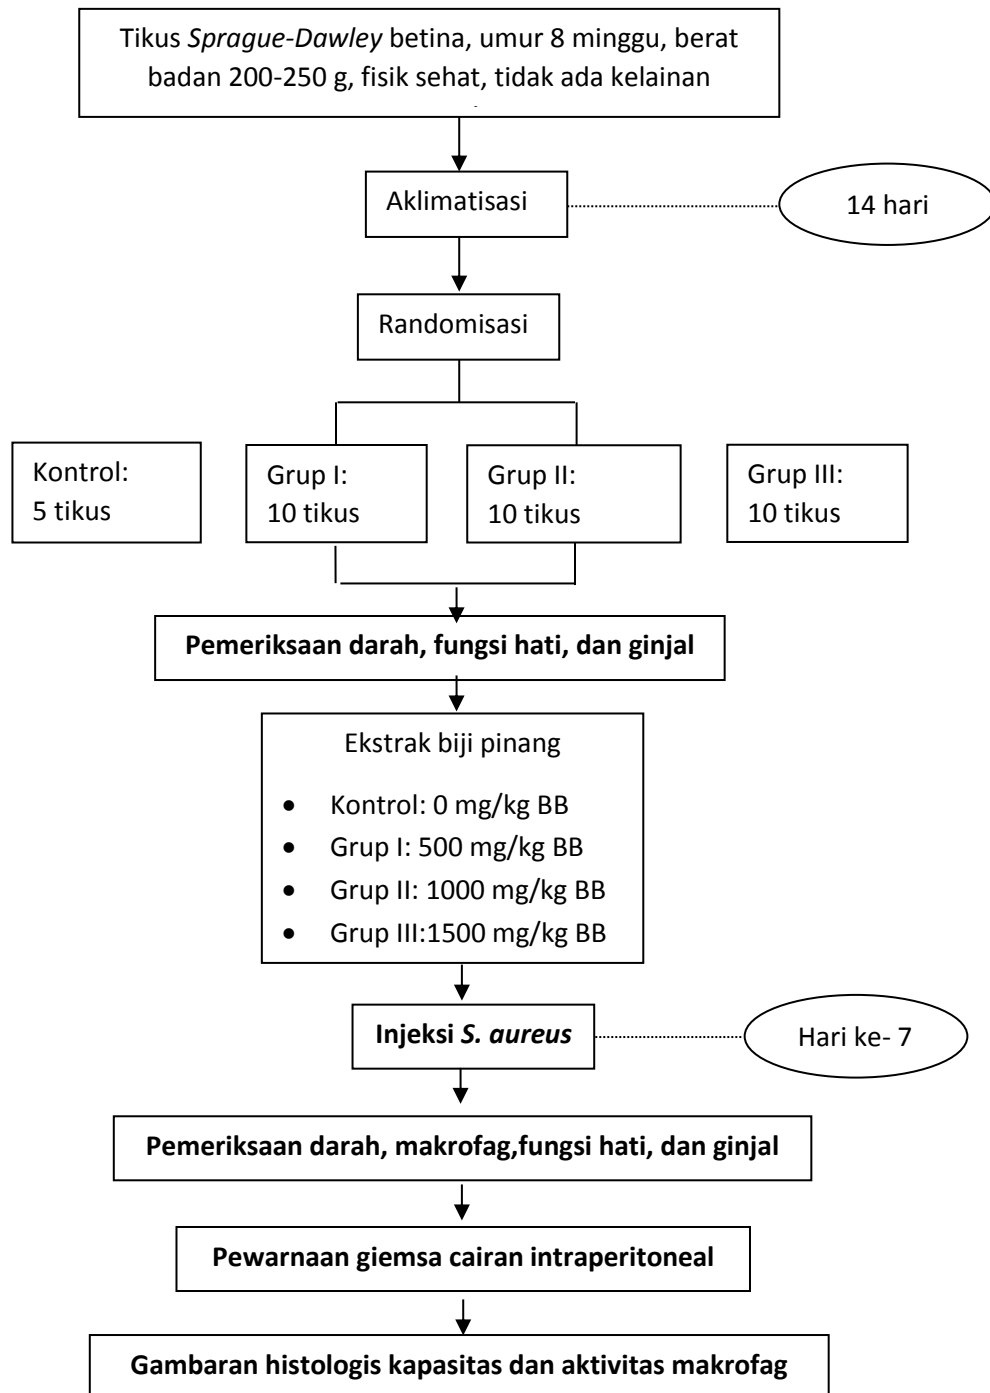 Tikus Sprague-Dawley betina, umur 8 minggu, berat
badan 200-250 g, fisik sehat, tidak ada kelainan
Aklimatisasi
14 hari
Randomisasi
Kontrol:
5 tikus
Grup I:
10 tikus
Grup II:
10 tikus
Grup III:
10 tikus
Pemeriksaan darah, fungsi hati, dan ginjal
Ekstrak biji pinang
• Kontrol: 0 mg/kg BB
• Grup I: 500 mg/kg BB
• Grup II: 1000 mg/kg BB
• Grup III:1500 mg/kg BB
Injeksi S. aureus
Hari ke- 7
Pemeriksaan darah, makrofag,fungsi hati, dan ginjal
Pewarnaan giemsa cairan intraperitoneal
Gambaran histologis kapasitas dan aktivitas makrofag